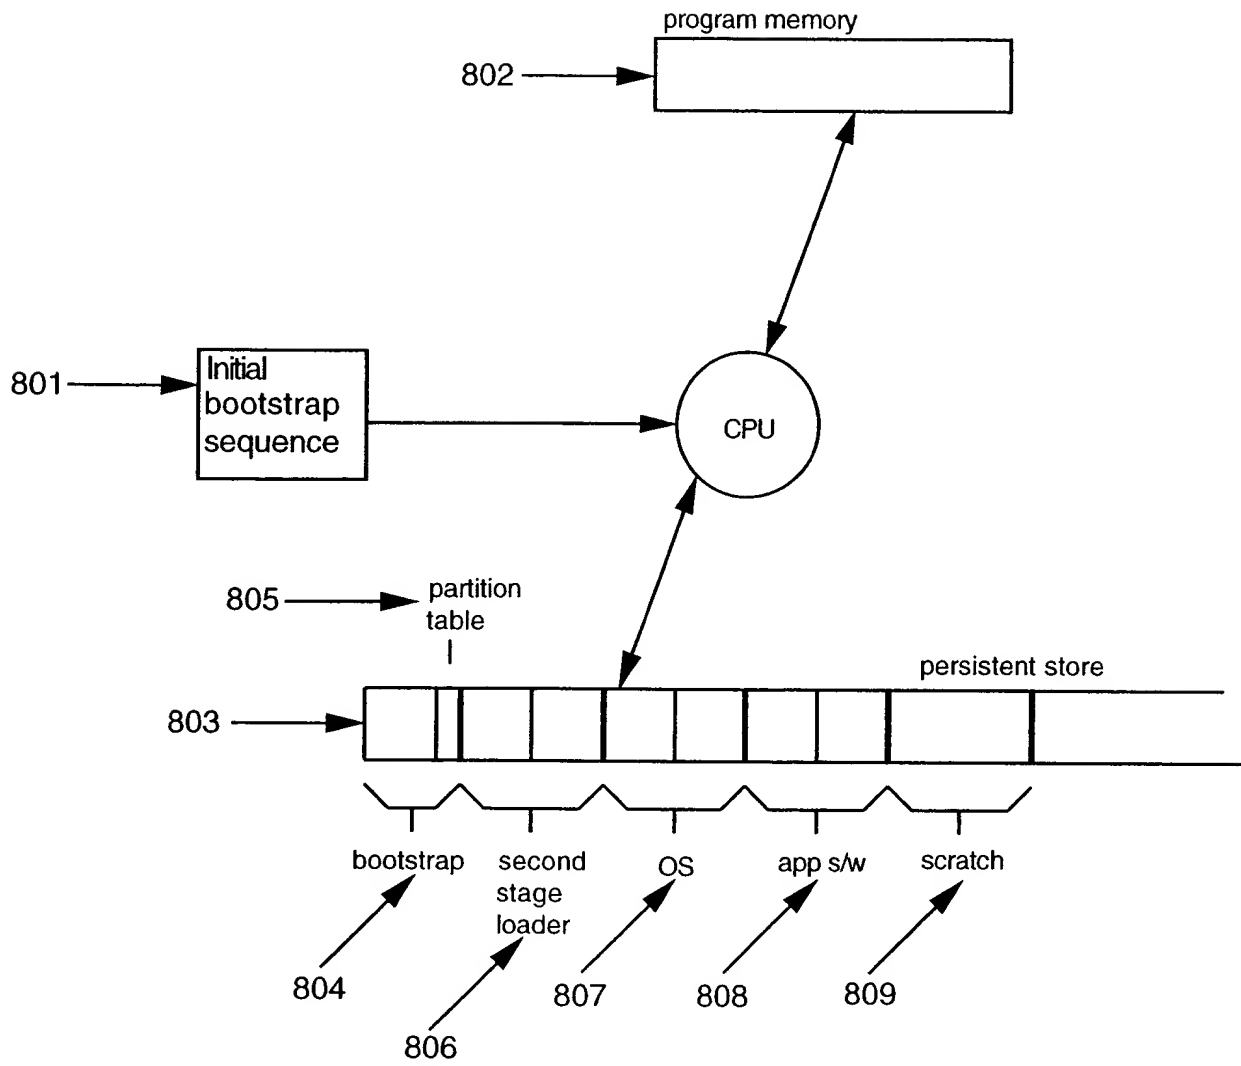 program memory
802
801
Initial
bootstrap
sequence
CPU
805
partition
table
persistent store
803
bootstrap
second
stage
loader
OS
app s/w
scratch
804
806
807
808
809